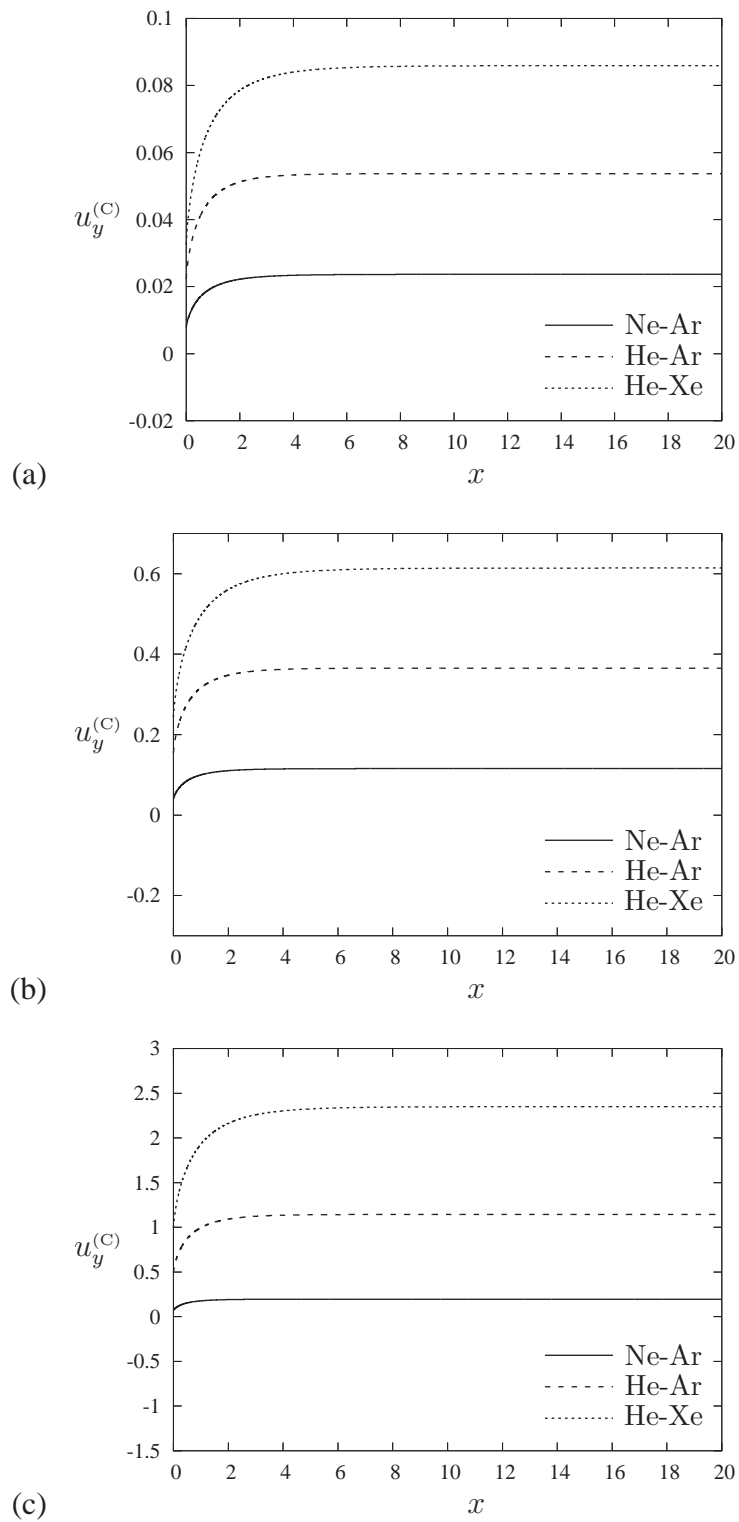 0.1
0.08
0.06
0.04
0.02
0
-0.02
u_y^{(C)}
0 2 4 6 8 10 12 14 16 18 20
x
Ne-Ar
He-Ar
He-Xe
(a)
0.6
0.4
0.2
0
-0.2
u_y^{(C)}
0 2 4 6 8 10 12 14 16 18 20
x
Ne-Ar
He-Ar
He-Xe
(b)
3
2.5
2
1.5
1
0.5
0
-0.5
-1
-1.5
u_y^{(C)}
0 2 4 6 8 10 12 14 16 18 20
x
Ne-Ar
He-Ar
He-Xe
(c)